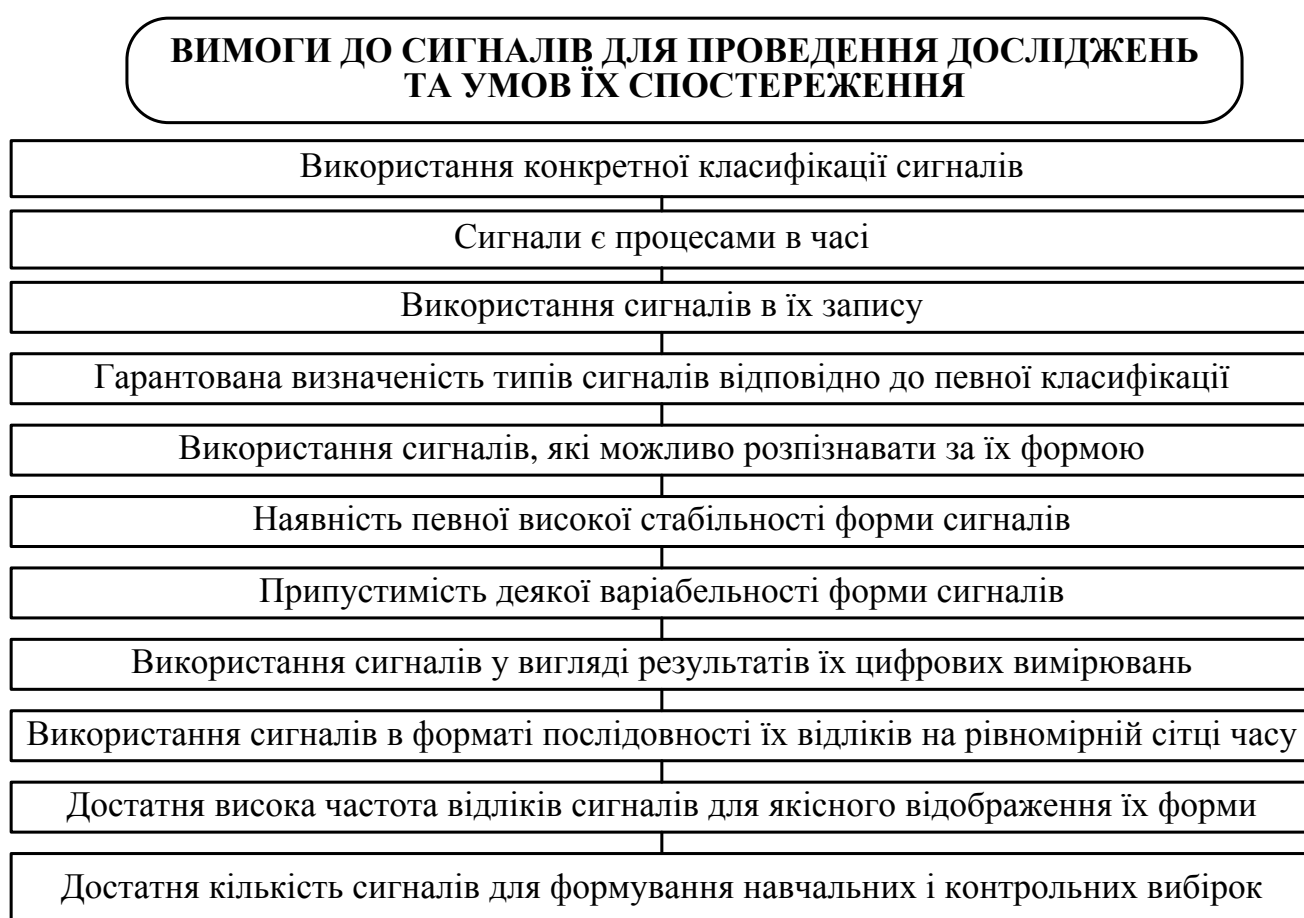 ВИМОГИ ДО СИГНАЛІВ ДЛЯ ПРОВЕДЕННЯ ДОСЛІДЖЕНЬ
ТА УМОВ ЇХ СПОСТЕРЕЖЕННЯ
Використання конкретної класифікації сигналів
Сигнали є процесами в часі
Використання сигналів в їх запису
Гарантована визначеність типів сигналів відповідно до певної класифікації
Використання сигналів, які можливо розпізнавати за їх формою
Наявність певної високої стабільності форми сигналів
Припустимість деякої варіабельності форми сигналів
Використання сигналів у вигляді результатів їх цифрових вимірювань
Використання сигналів в форматі послідовності їх відліків на рівномірній сітці часу
Достатня висока частота відліків сигналів для якісного відображення їх форми
Достатня кількість сигналів для формування навчальних і контрольних вибірок